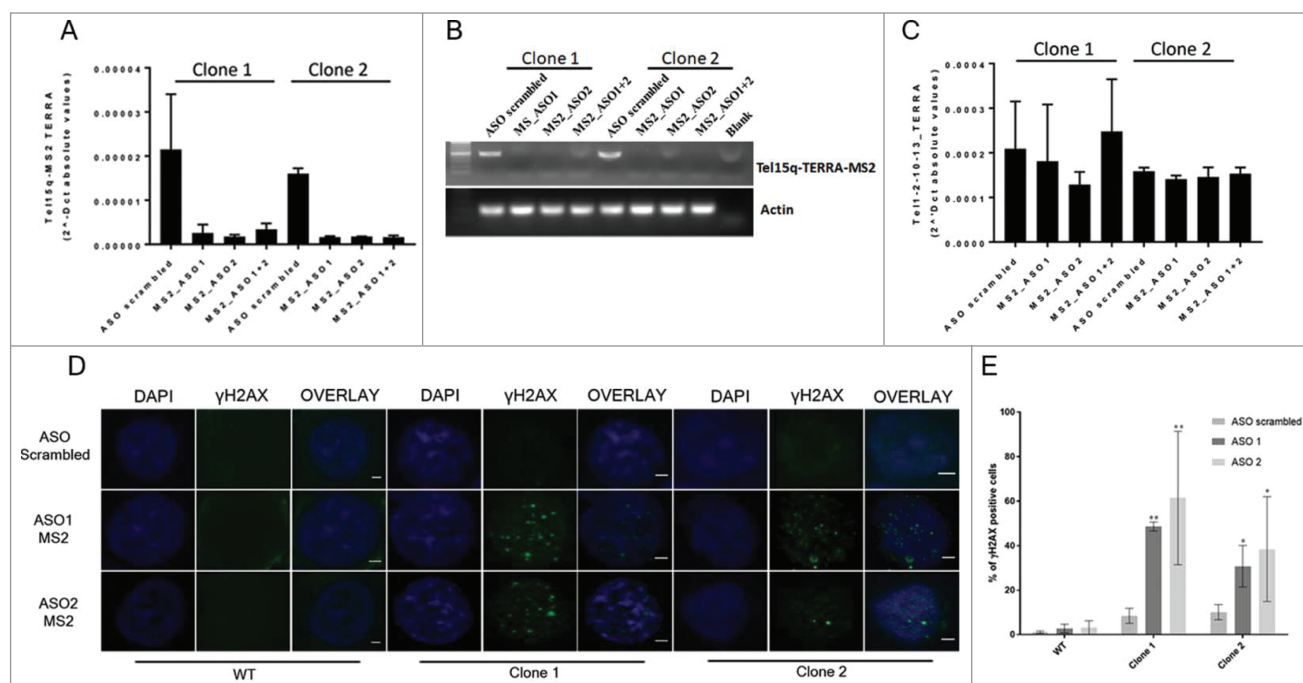 A
Tel15q-MS2 TERRA
(2^-Dct absolute values)
0.00004
0.00003
0.00002
0.00001
0.00000
Clone 1
Clone 2
ASO scrambled
MS2_ASO1
MS2_ASO2
MS2_ASO1+2
ASO scrambled
MS2_ASO1
MS2_ASO2
MS2_ASO1+2
B
Clone 1
Clone 2
ASO scrambled
MS_ASO1
MS2_ASO2
MS2_ASO1+2
ASO scrambled
MS2_ASO1
MS2_ASO2
MS2_ASO1+2
Blank
Tel15q-TERRA-MS2
Actin
C
Tel1-2-10-13_TERRA
(2^-Dct absolute values)
0.0004
0.0003
0.0002
0.0001
0.0000
Clone 1
Clone 2
ASO scrambled
MS2_ASO1
MS2_ASO2
MS2_ASO1+2
ASO scrambled
MS2_ASO1
MS2_ASO2
MS2_ASO1+2
D
DAPI γH2AX OVERLAY DAPI γH2AX OVERLAY DAPI γH2AX OVERLAY
ASO
Scrambled
ASO1
MS2
ASO2
MS2
WT
Clone 1
Clone 2
E
% of γH2AX positive cells
100
80
60
40
20
0
ASO scrambled
ASO 1
ASO 2
**
**
*
*
WT
Clone 1
Clone 2